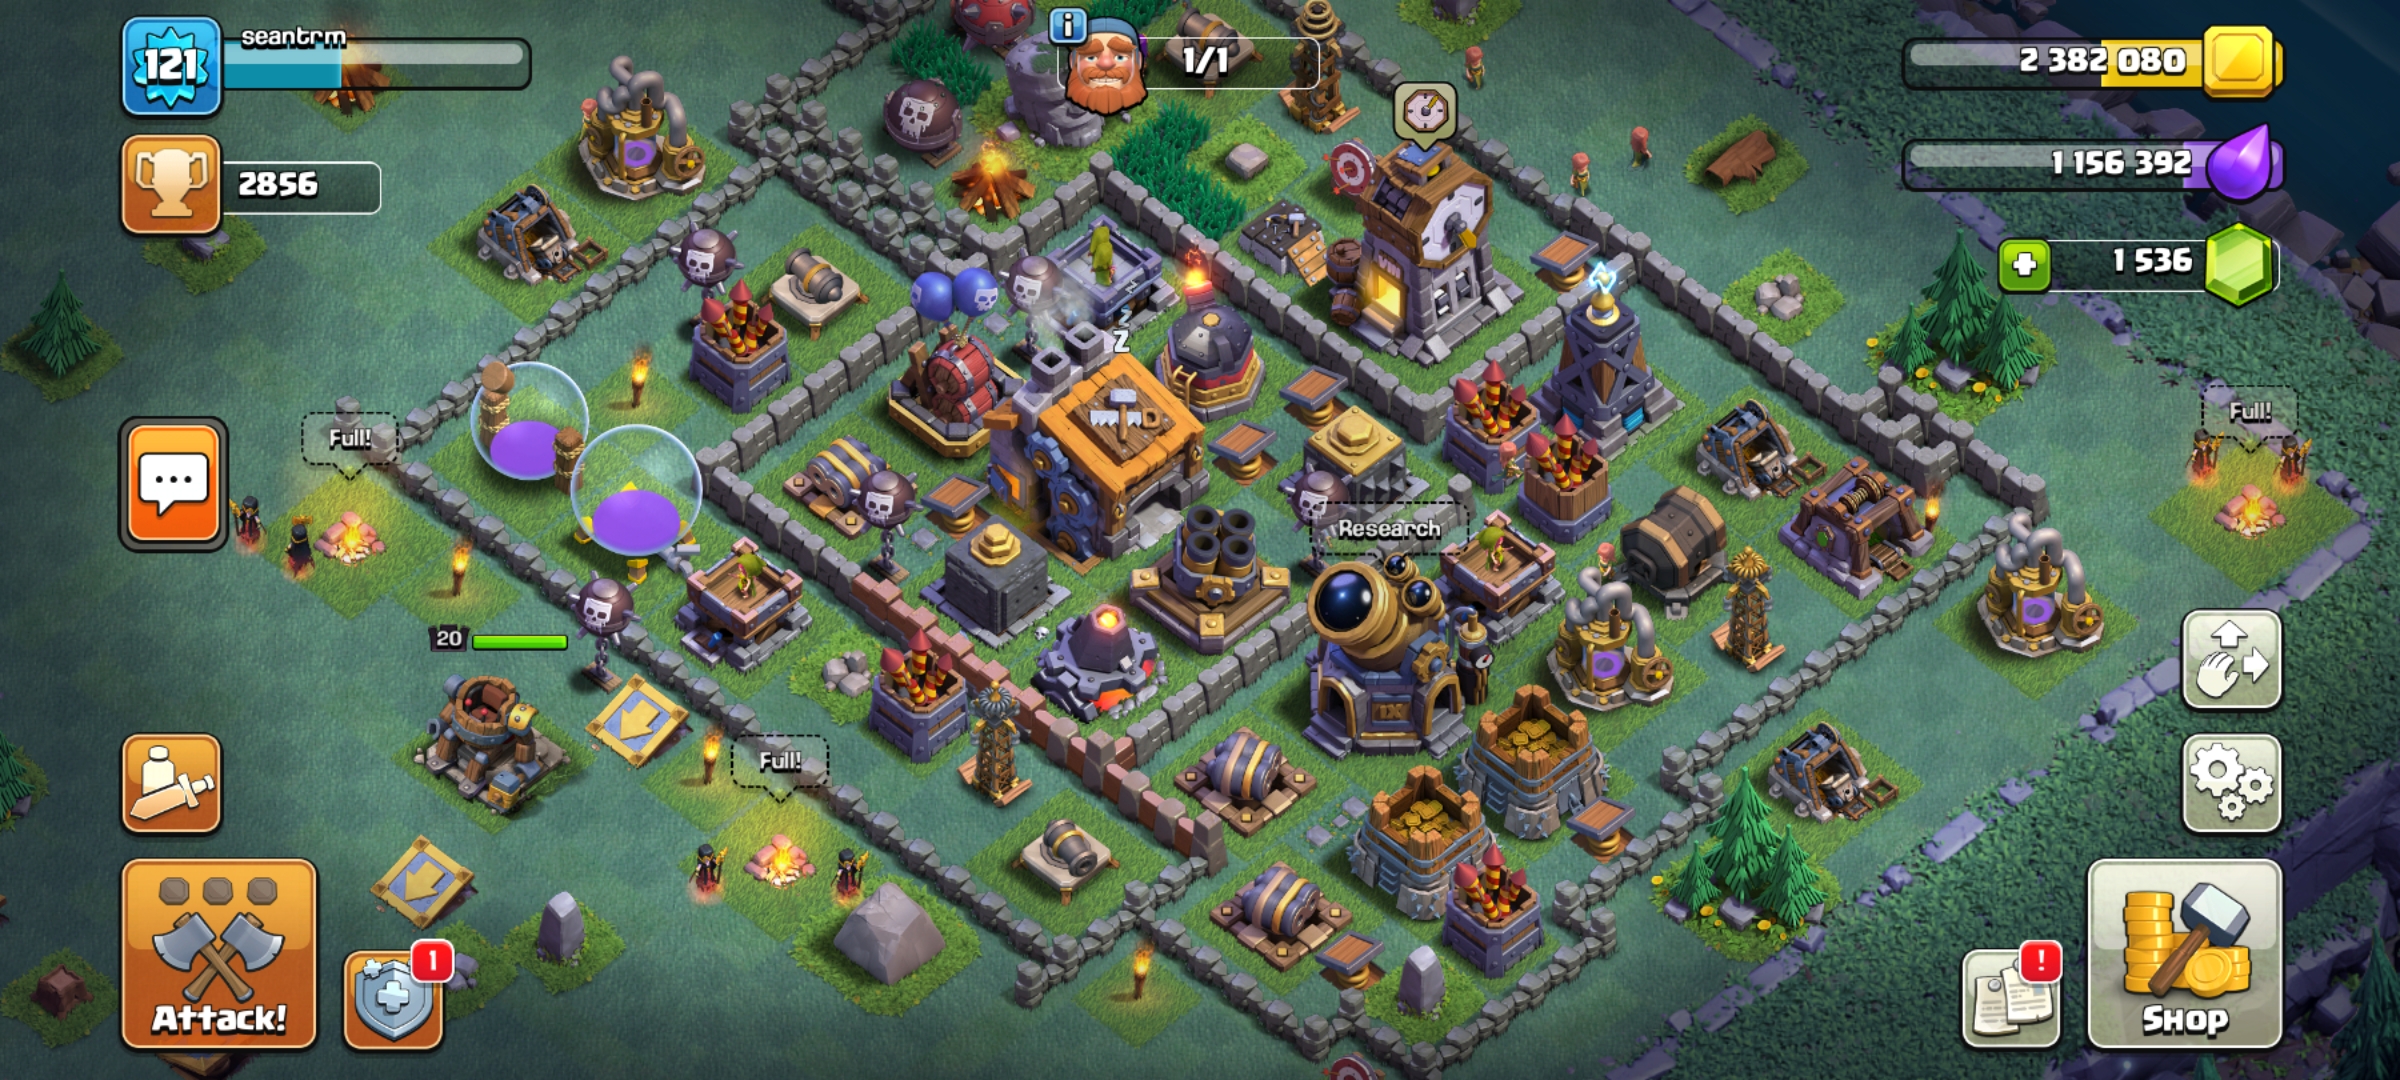 121
seantrm
1/1
2 382 080
2856
1 156 392
1 536
Full!
Full!
Research
20
Full!
1
Attack!
!
Shop